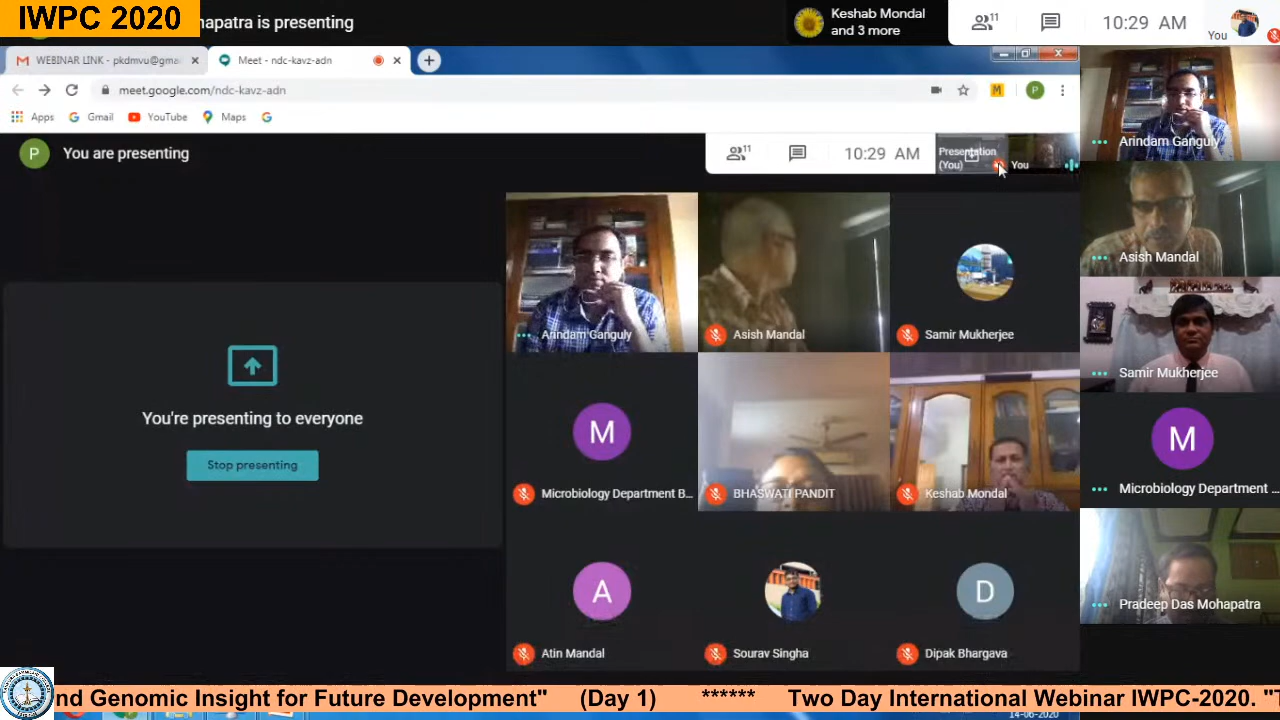 IWPC 2020
napatra is presenting
Keshab Mondal
and 3 more
11
10:29 AM
You
WEBINAR LINK - pkdmvu@gma
Meet - ndc-kavz-adn
meet.google.com/ndc-kavz-adn
M
P
Apps
Gmail
YouTube
Maps
P
You are presenting
11
10:29 AM
Presentation
(You)
You
Arindam Ganguly
Asish Mandal
Samir Mukherjee
You're presenting to everyone
Stop presenting
M
Microbiology Department B...
BHASWATI PANDIT
Keshab Mondal
A
Atin Mandal
Sourav Singha
D
Dipak Bhargava
Arindam Ganguly
Asish Mandal
Samir Mukherjee
M
Microbiology Department ...
Pradeep Das Mohapatra
nd Genomic Insight for Future Development" (Day 1) ****** Two Day International Webinar IWPC-2020. "T
14-06-2020